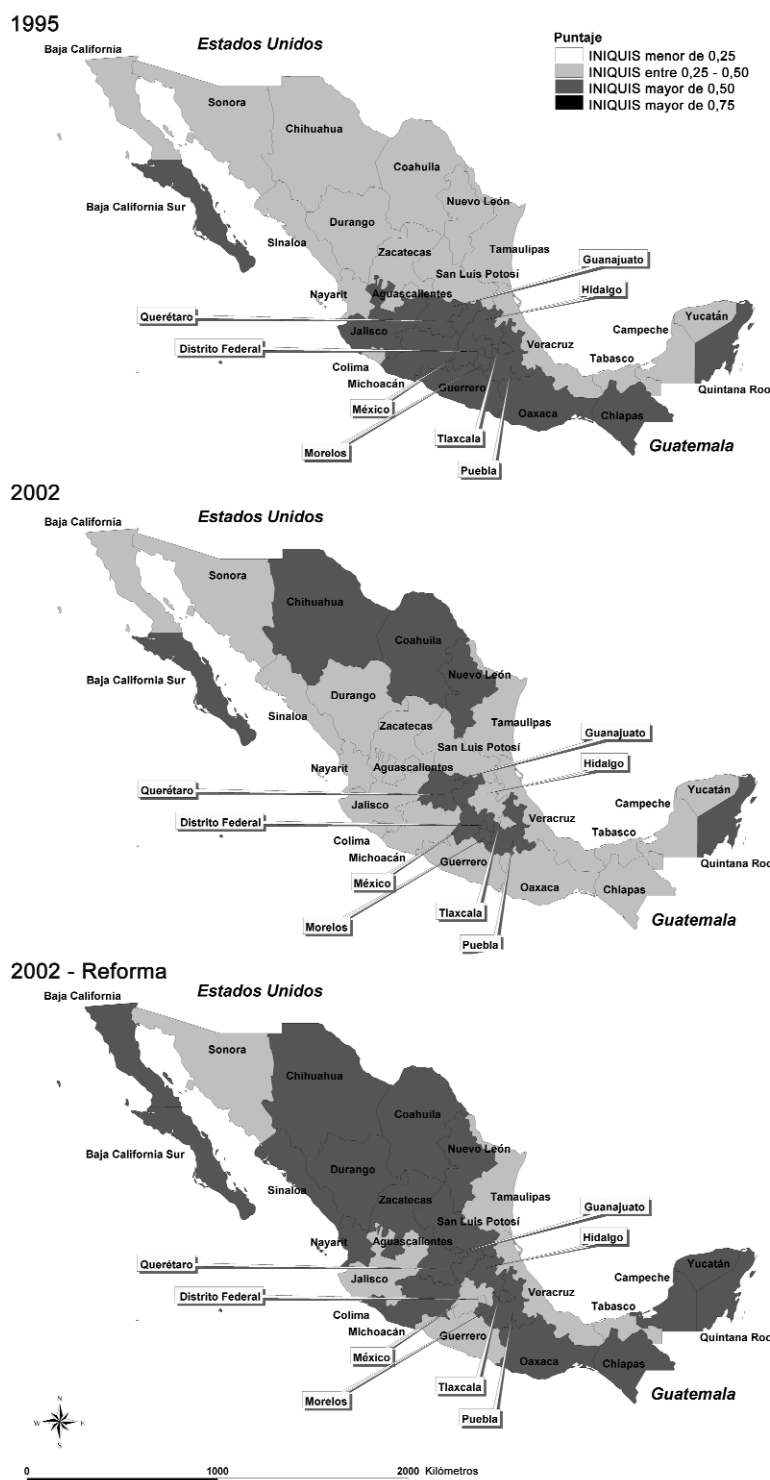 1995
Estados Unidos
Puntaje
INIQUIS menor de 0,25
INIQUIS entre 0,25 - 0,50
INIQUIS mayor de 0,50
INIQUIS mayor de 0,75
Baja California
Sonora
Chihuahua
Coahuila
Baja California Sur
Nuevo León
Durango
Sinaloa
Zacatecas
Tamaulipas
San Luis Potosí
Guanajuato
Nayarit
Aguascalientes
Hidalgo
Querétaro
Yucatán
Jalisco
Campeche
Distrito Federal
Veracruz
Tabasco
Colima
Michoacán
Guerrero
Quintana Roo
México
Oaxaca
Chiapas
Tlaxcala
Morelos
Guatemala
Puebla
2002
Estados Unidos
Baja California
Sonora
Chihuahua
Coahuila
Baja California Sur
Nuevo León
Durango
Sinaloa
Zacatecas
Tamaulipas
San Luis Potosí
Guanajuato
Nayarit
Aguascalientes
Hidalgo
Querétaro
Yucatán
Jalisco
Campeche
Distrito Federal
Veracruz
Tabasco
Colima
Michoacán
Guerrero
Quintana Roo
México
Oaxaca
Chiapas
Tlaxcala
Morelos
Guatemala
Puebla
2002 - Reforma
Estados Unidos
Baja California
Sonora
Chihuahua
Coahuila
Baja California Sur
Nuevo León
Durango
Sinaloa
Zacatecas
Tamaulipas
San Luis Potosí
Guanajuato
Nayarit
Aguascalientes
Hidalgo
Querétaro
Yucatán
Jalisco
Campeche
Distrito Federal
Veracruz
Tabasco
Colima
Michoacán
Guerrero
Quintana Roo
México
Oaxaca
Chiapas
Tlaxcala
Morelos
Guatemala
Puebla
N
W E
S
0 1000 2000 Kilómetros